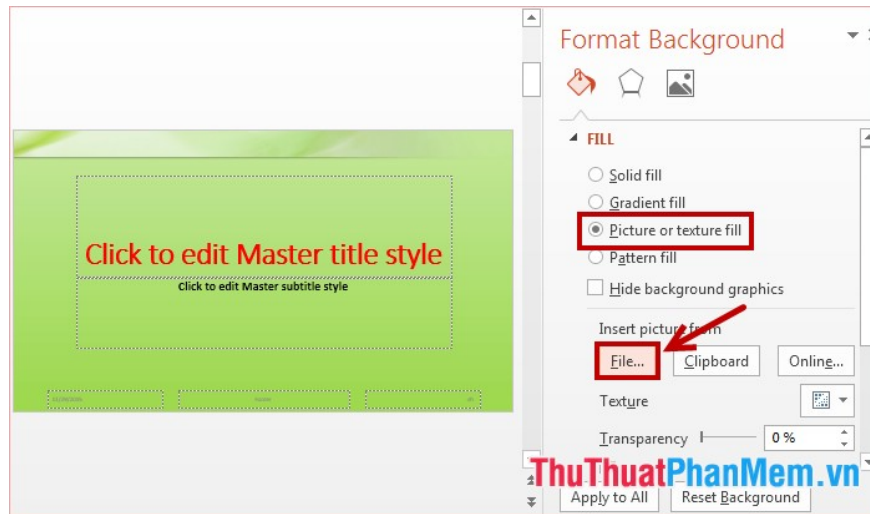 Format Background
FILL
Solid fill
Gradient fill
Picture or texture fill
Pattern fill
Hide background graphics
Insert picture from
File...
Clipboard
Online...
Texture
Transparency
0 %
Apply to All
Reset Background
Click to edit Master title style
Click to edit Master subtitle style
ThuThuatPhanMem.vn